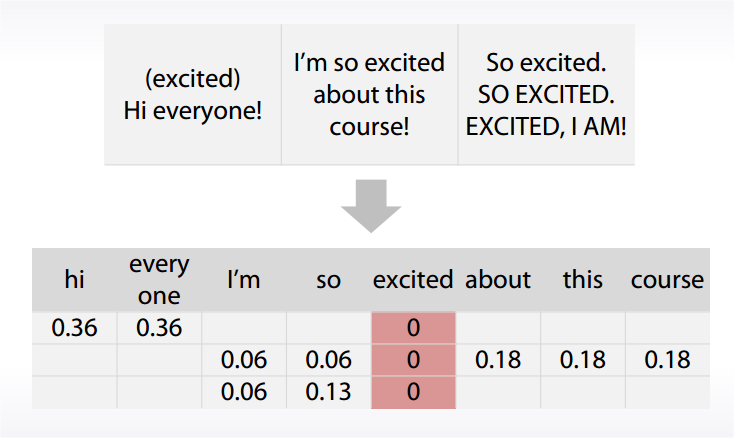 (excited)
Hi everyone!
I'm so excited
about this
course!
So excited.
SO EXCITED.
EXCITED, I AM!
hi every one I'm so excited about this course
0.36 0.36 0
0.06 0.06 0 0.18 0.18 0.18
0.06 0.13 0